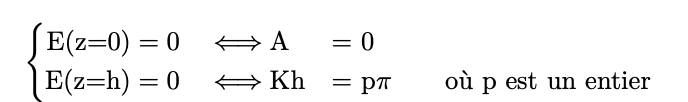 E(z=0) = 0 ⟺ A = 0
E(z=h) = 0 ⟺ Kh = pπ où p est un entier